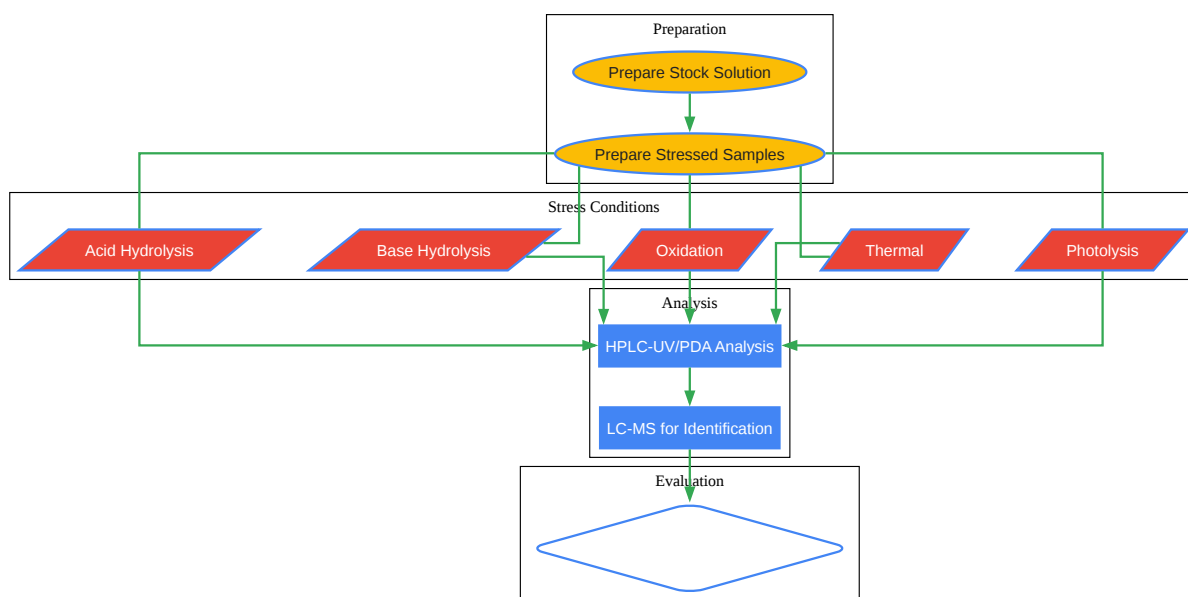 Preparation
Prepare Stock Solution
Prepare Stressed Samples
Stress Conditions
Acid Hydrolysis
Base Hydrolysis
Oxidation
Thermal
Photolysis
Analysis
HPLC-UV/PDA Analysis
LC-MS for Identification
Evaluation